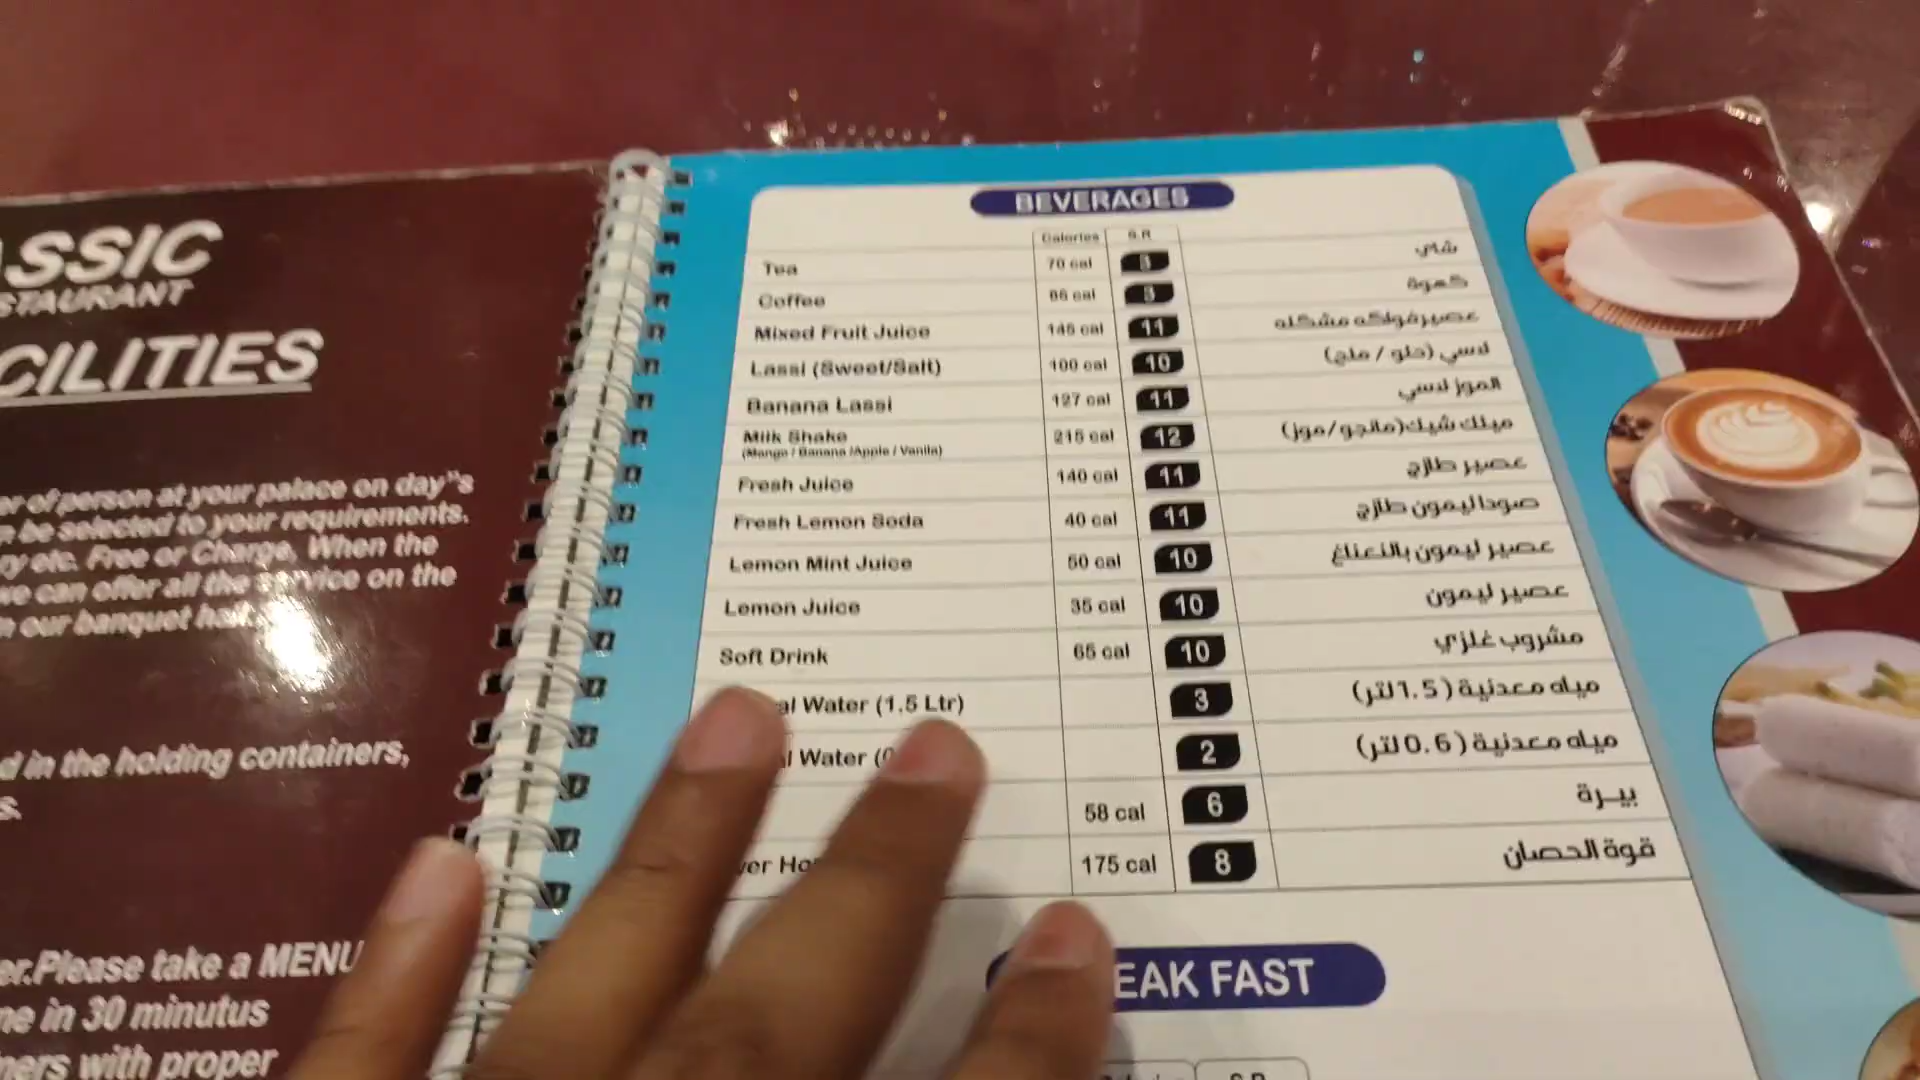 ASSIC
STAURANT
CILITIES
er of person at your palace on day"s
n be selected to your requirements.
ry etc. Free or Charge. When the
we can offer all the service on the
n our banquet hall.
d in the holding containers,
s.
er.Please take a MENU
ne in 30 minutus
ners with proper
BEVERAGES
Calories S.R
Tea 70 cal شاي
Coffee كهوة
Mixed Fruit Juice 145 cal 11 عصير فواكه مشكله
Lassi (Sweet/Salt) 100 cal 10 لاسي (حلو / ملح)
Banana Lassi 127 cal 11 الموز لاسي
Milk Shake 215 cal 12 ميلك شيك(مانجو/موز)
(Mango / Banana /Apple / Vanila)
Fresh Juice 140 cal 11 عصير طازج
Fresh Lemon Soda 40 cal 11 صودا ليمون طازج
Lemon Mint Juice 50 cal 10 عصير ليمون بالنعناع
Lemon Juice 35 cal 10 عصير ليمون
Soft Drink 65 cal 10 مشروب غازي
al Water (1.5 Ltr) 3 مياه معدنية (1.5لتر)
l Water (0 2 مياه معدنية (0.6 لتر)
58 cal 6 بيرة
wer Ho 175 cal 8 قوة الحصان
EAK FAST
Calories S.R